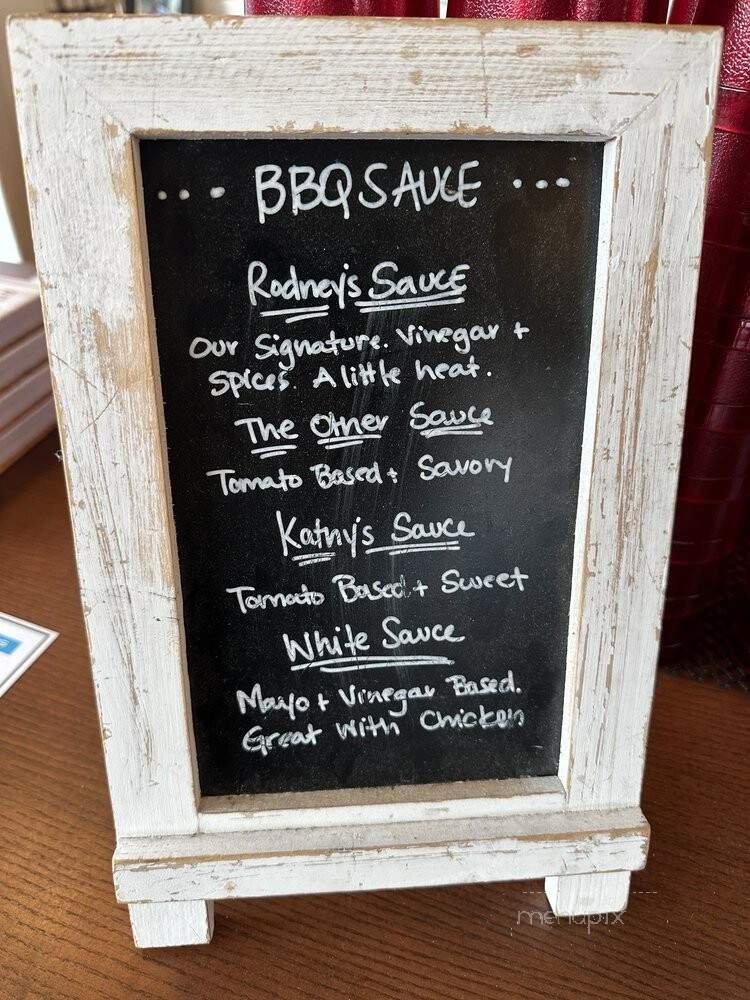 ... BBQ SAUCE ...
Rodney's Sauce
Our Signature. Vinegar +
Spices. A little heat.
The Other Sauce
Tomato Based + Savory
Kathy's Sauce
Tomato Based + Sweet
White Sauce
Mayo + Vinegar Based.
Great with Chicken
menupix